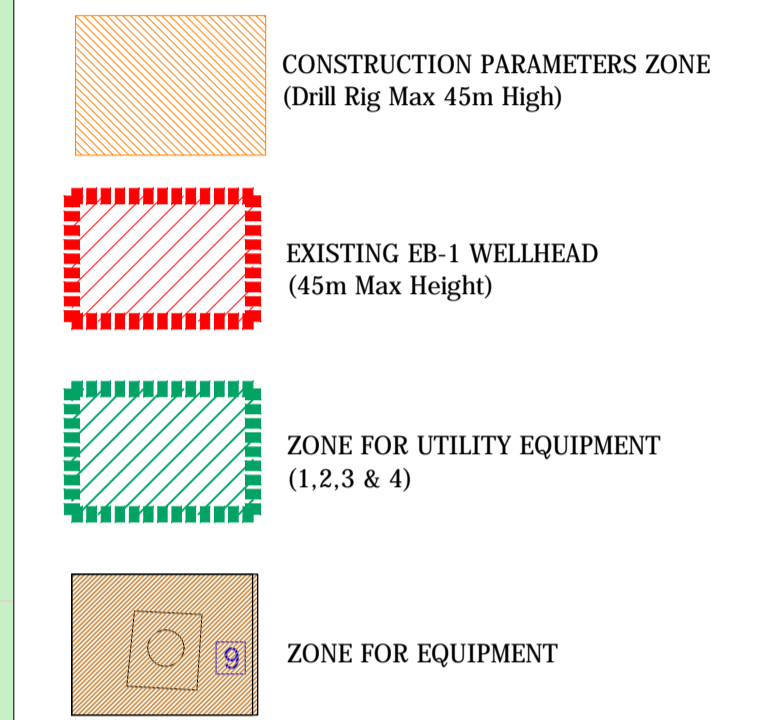 CONSTRUCTION PARAMETERS ZONE
(Drill Rig Max 45m High)
EXISTING EB-1 WELLHEAD
(45m Max Height)
ZONE FOR UTILITY EQUIPMENT
(1,2,3 & 4)
9
ZONE FOR EQUIPMENT